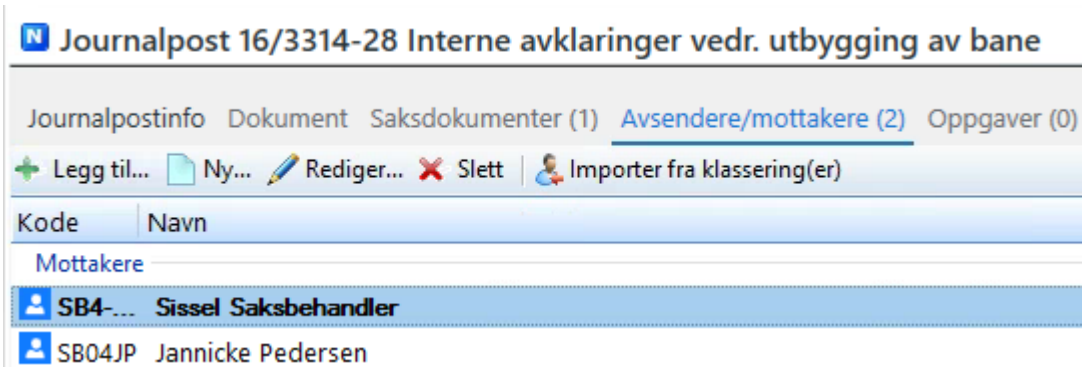 N Journalpost 16/3314-28 Interne avklaringer vedr. utbygging av bane
Journalpostinfo Dokument Saksdokumenter (1) Avsendere/mottakere (2) Oppgaver (0)
Legg til... Ny... Rediger... Slett Importer fra klassering(er)
Kode Navn
Mottakere
SB4-... Sissel Saksbehandler
SB04JP Jannicke Pedersen